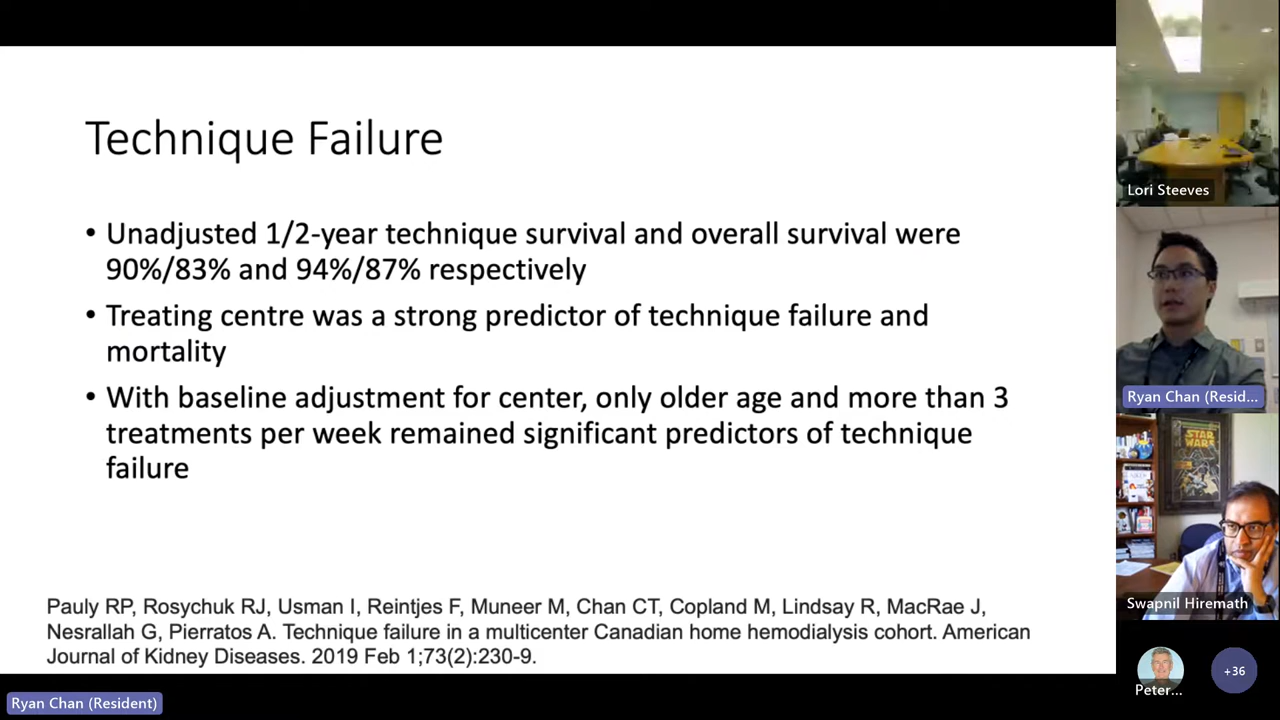 Technique Failure
• Unadjusted 1/2-year technique survival and overall survival were
90%/83% and 94%/87% respectively
• Treating centre was a strong predictor of technique failure and
mortality
• With baseline adjustment for center, only older age and more than 3
treatments per week remained significant predictors of technique
failure
Pauly RP, Rosychuk RJ, Usman I, Reintjes F, Muneer M, Chan CT, Copland M, Lindsay R, MacRae J,
Nesrallah G, Pierratos A. Technique failure in a multicenter Canadian home hemodialysis cohort. American
Journal of Kidney Diseases. 2019 Feb 1;73(2):230-9.
Ryan Chan (Resident)
Lori Steeves
Ryan Chan (Resid...
STAR
WARS
Swapnil Hiremath
Peter...
+36